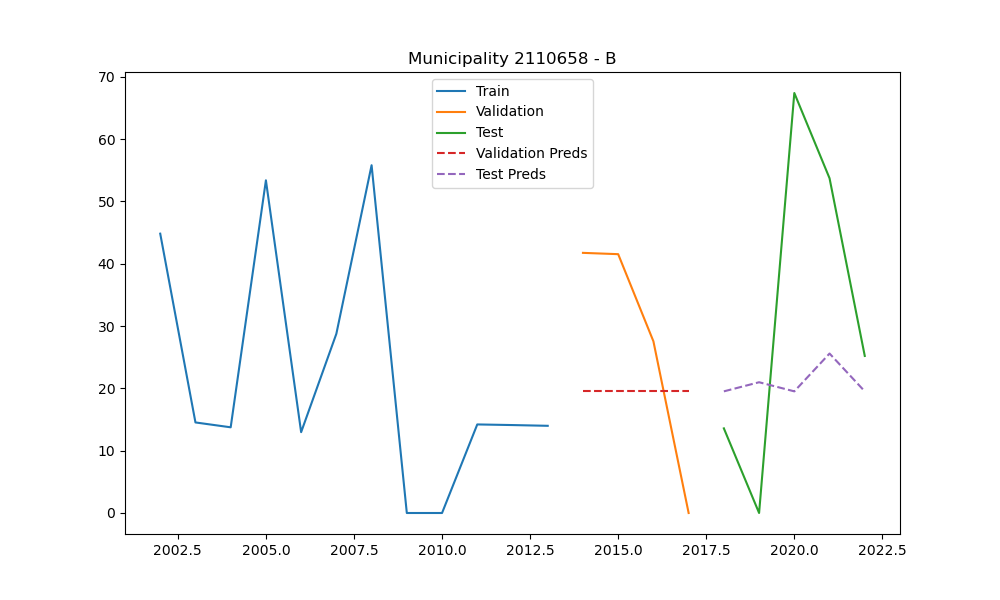 Municipality 2110658 - B
Train
Validation
Test
Validation Preds
Test Preds
70
60
50
40
30
20
10
0
2002.5 2005.0 2007.5 2010.0 2012.5 2015.0 2017.5 2020.0 2022.5